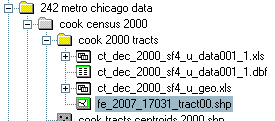 242 metro chicago data
cook census 2000
cook 2000 tracts
ct_dec_2000_sf4_u_data001_1.xls
ct_dec_2000_sf4_u_data001_1.dbf
ct_dec_2000_sf4_u_geo.xls
fe_2007_17031_tract00.shp
cook tracts centroids 2000.shp